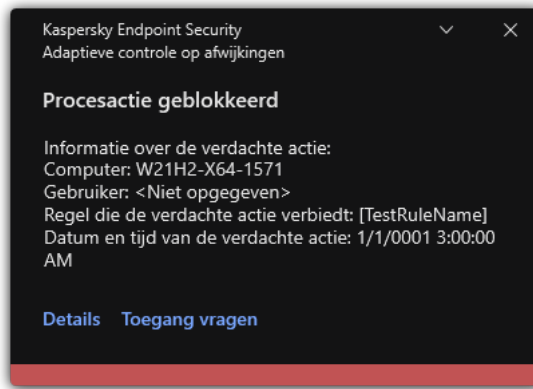 Kaspersky Endpoint Security
Adaptieve controle op afwijkingen
Procesactie geblokkeerd
Informatie over de verdachte actie:
Computer: W21H2-X64-1571
Gebruiker: <Niet opgegeven>
Regel die de verdachte actie verbiedt: [TestRuleName]
Datum en tijd van de verdachte actie: 1/1/0001 3:00:00
AM
Details Toegang vragen